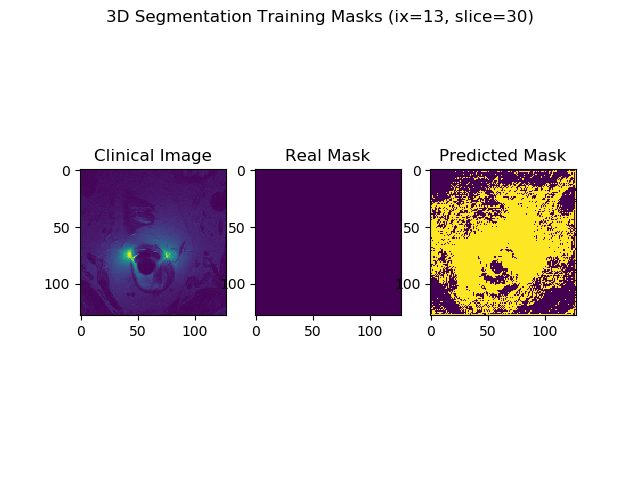 3D Segmentation Training Masks (ix=13, slice=30)
Clinical Image Real Mask Predicted Mask
0 0 0
50 50 50
100 100 100
0 50 100 0 50 100 0 50 100